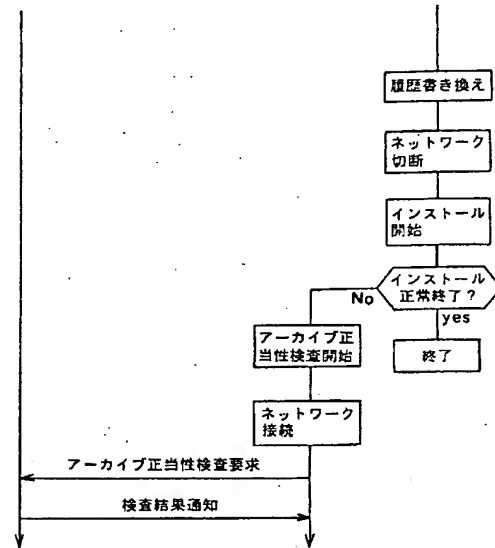 履歴書き換え
ネットワーク
切断
インストール
開始
インストール
正常終了?
No
yes
アーカイブ正
当性検査開始
終了
ネットワーク
接続
アーカイブ正当性検査要求
検査結果通知